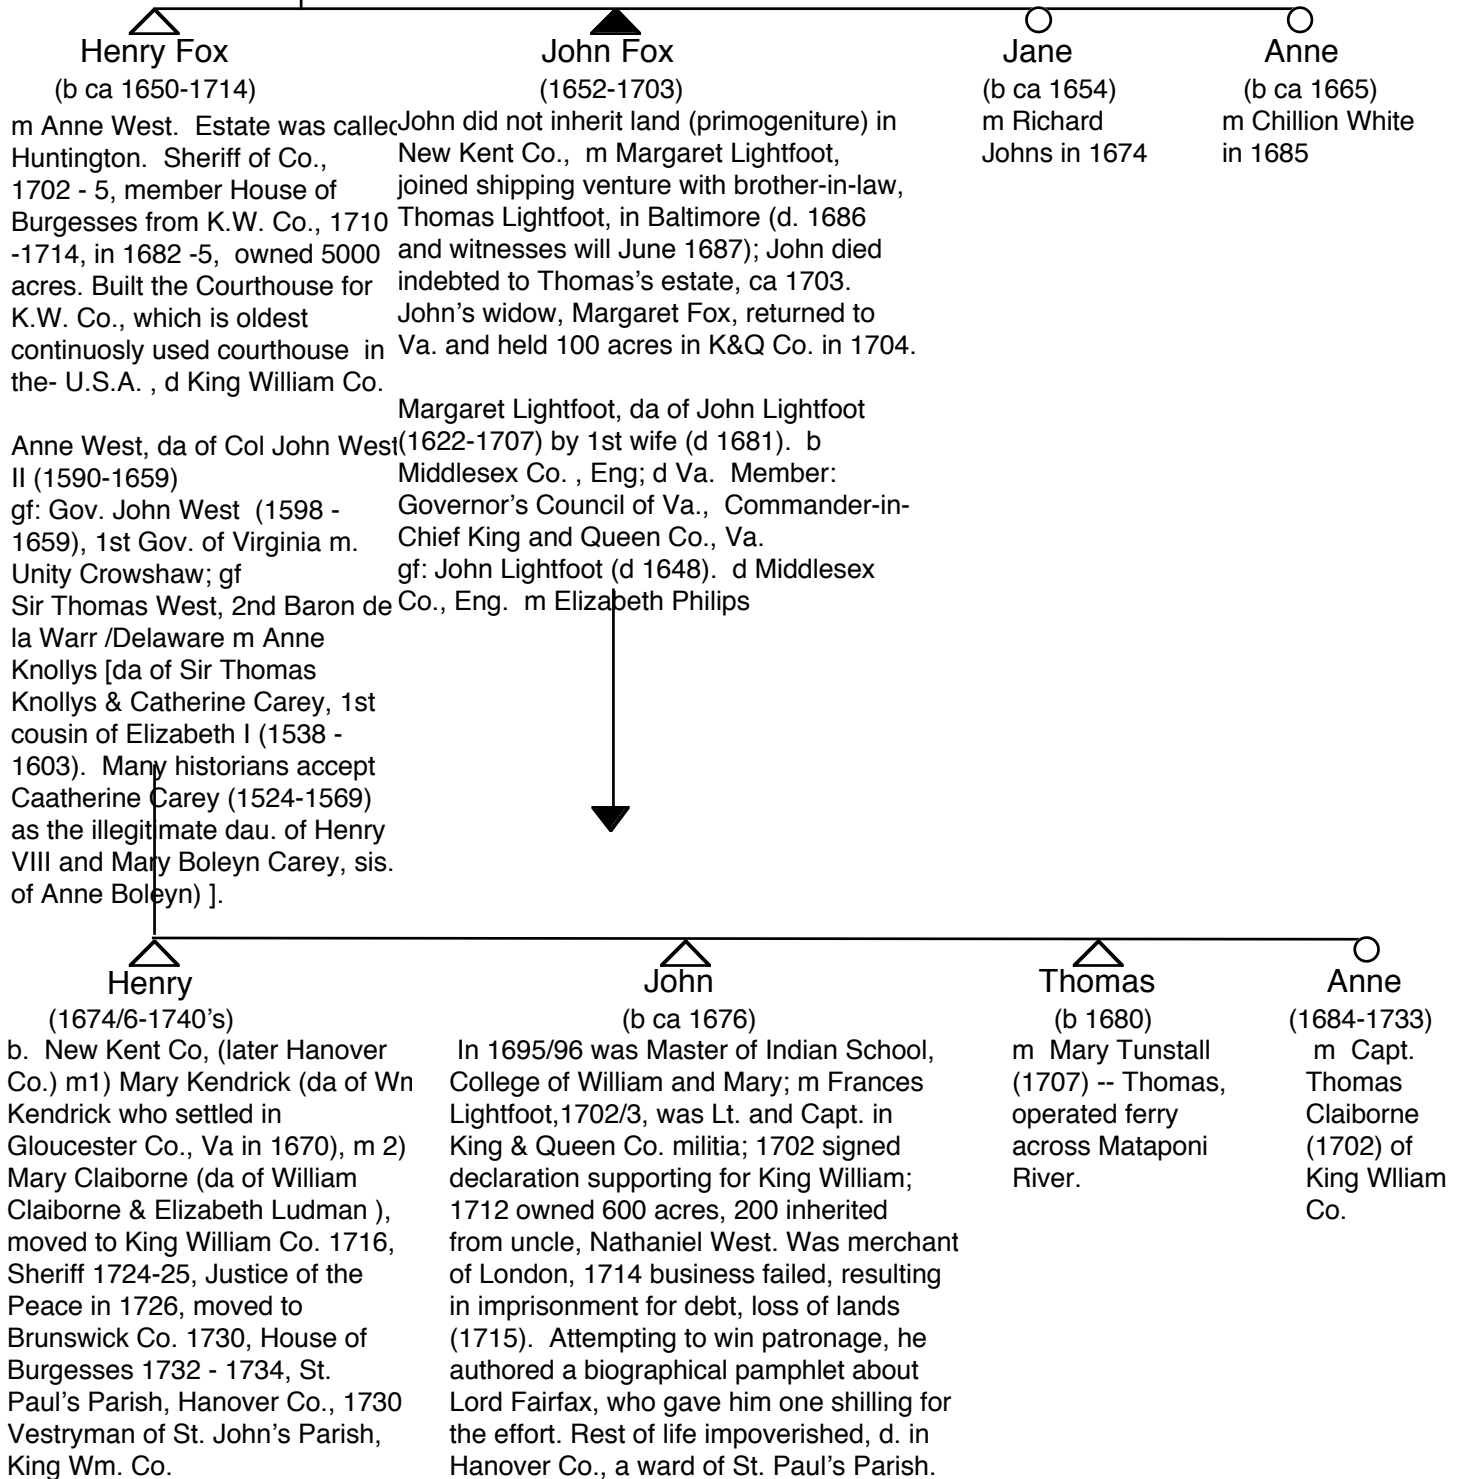 Henry Fox
(b ca 1650-1714)
m Anne West. Estate was called
Huntington. Sheriff of Co.,
1702 - 5, member House of
Burgesses from K.W. Co., 1710
-1714, in 1682 -5, owned 5000
acres. Built the Courthouse for
K.W. Co., which is oldest
continuosly used courthouse in
the- U.S.A. , d King William Co.
Anne West, da of Col John West
II (1590-1659)
gf: Gov. John West (1598 -
1659), 1st Gov. of Virginia m.
Unity Crowshaw; gf
Sir Thomas West, 2nd Baron de
la Warr /Delaware m Anne
Knollys [da of Sir Thomas
Knollys & Catherine Carey, 1st
cousin of Elizabeth I (1538 -
1603). Many historians accept
Caatherine Carey (1524-1569)
as the illegitimate dau. of Henry
VIII and Mary Boleyn Carey, sis.
of Anne Boleyn) ].
John Fox
(1652-1703)
John did not inherit land (primogeniture) in
New Kent Co., m Margaret Lightfoot,
joined shipping venture with brother-in-law,
Thomas Lightfoot, in Baltimore (d. 1686
and witnesses will June 1687); John died
indebted to Thomas's estate, ca 1703.
John's widow, Margaret Fox, returned to
Va. and held 100 acres in K&Q Co. in 1704.
Margaret Lightfoot, da of John Lightfoot
(1622-1707) by 1st wife (d 1681). b
Middlesex Co. , Eng; d Va. Member:
Governor's Council of Va., Commander-in-
Chief King and Queen Co., Va.
gf: John Lightfoot (d 1648). d Middlesex
Co., Eng. m Elizabeth Philips
Jane
(b ca 1654)
m Richard
Johns in 1674
Anne
(b ca 1665)
m Chillion White
in 1685
Henry
(1674/6-1740's)
b. New Kent Co, (later Hanover
Co.) m1) Mary Kendrick (da of Wm
Kendrick who settled in
Gloucester Co., Va in 1670), m 2)
Mary Claiborne (da of William
Claiborne & Elizabeth Ludman ),
moved to King William Co. 1716,
Sheriff 1724-25, Justice of the
Peace in 1726, moved to
Brunswick Co. 1730, House of
Burgesses 1732 - 1734, St.
Paul's Parish, Hanover Co., 1730
Vestryman of St. John's Parish,
King Wm. Co.
John
(b ca 1676)
In 1695/96 was Master of Indian School,
College of William and Mary; m Frances
Lightfoot,1702/3, was Lt. and Capt. in
King & Queen Co. militia; 1702 signed
declaration supporting for King William;
1712 owned 600 acres, 200 inherited
from uncle, Nathaniel West. Was merchant
of London, 1714 business failed, resulting
in imprisonment for debt, loss of lands
(1715). Attempting to win patronage, he
authored a biographical pamphlet about
Lord Fairfax, who gave him one shilling for
the effort. Rest of life impoverished, d. in
Hanover Co., a ward of St. Paul's Parish.
Thomas
(b 1680)
m Mary Tunstall
(1707) -- Thomas,
operated ferry
across Mataponi
River.
Anne
(1684-1733)
m Capt.
Thomas
Claiborne
(1702) of
King Wlliam
Co.